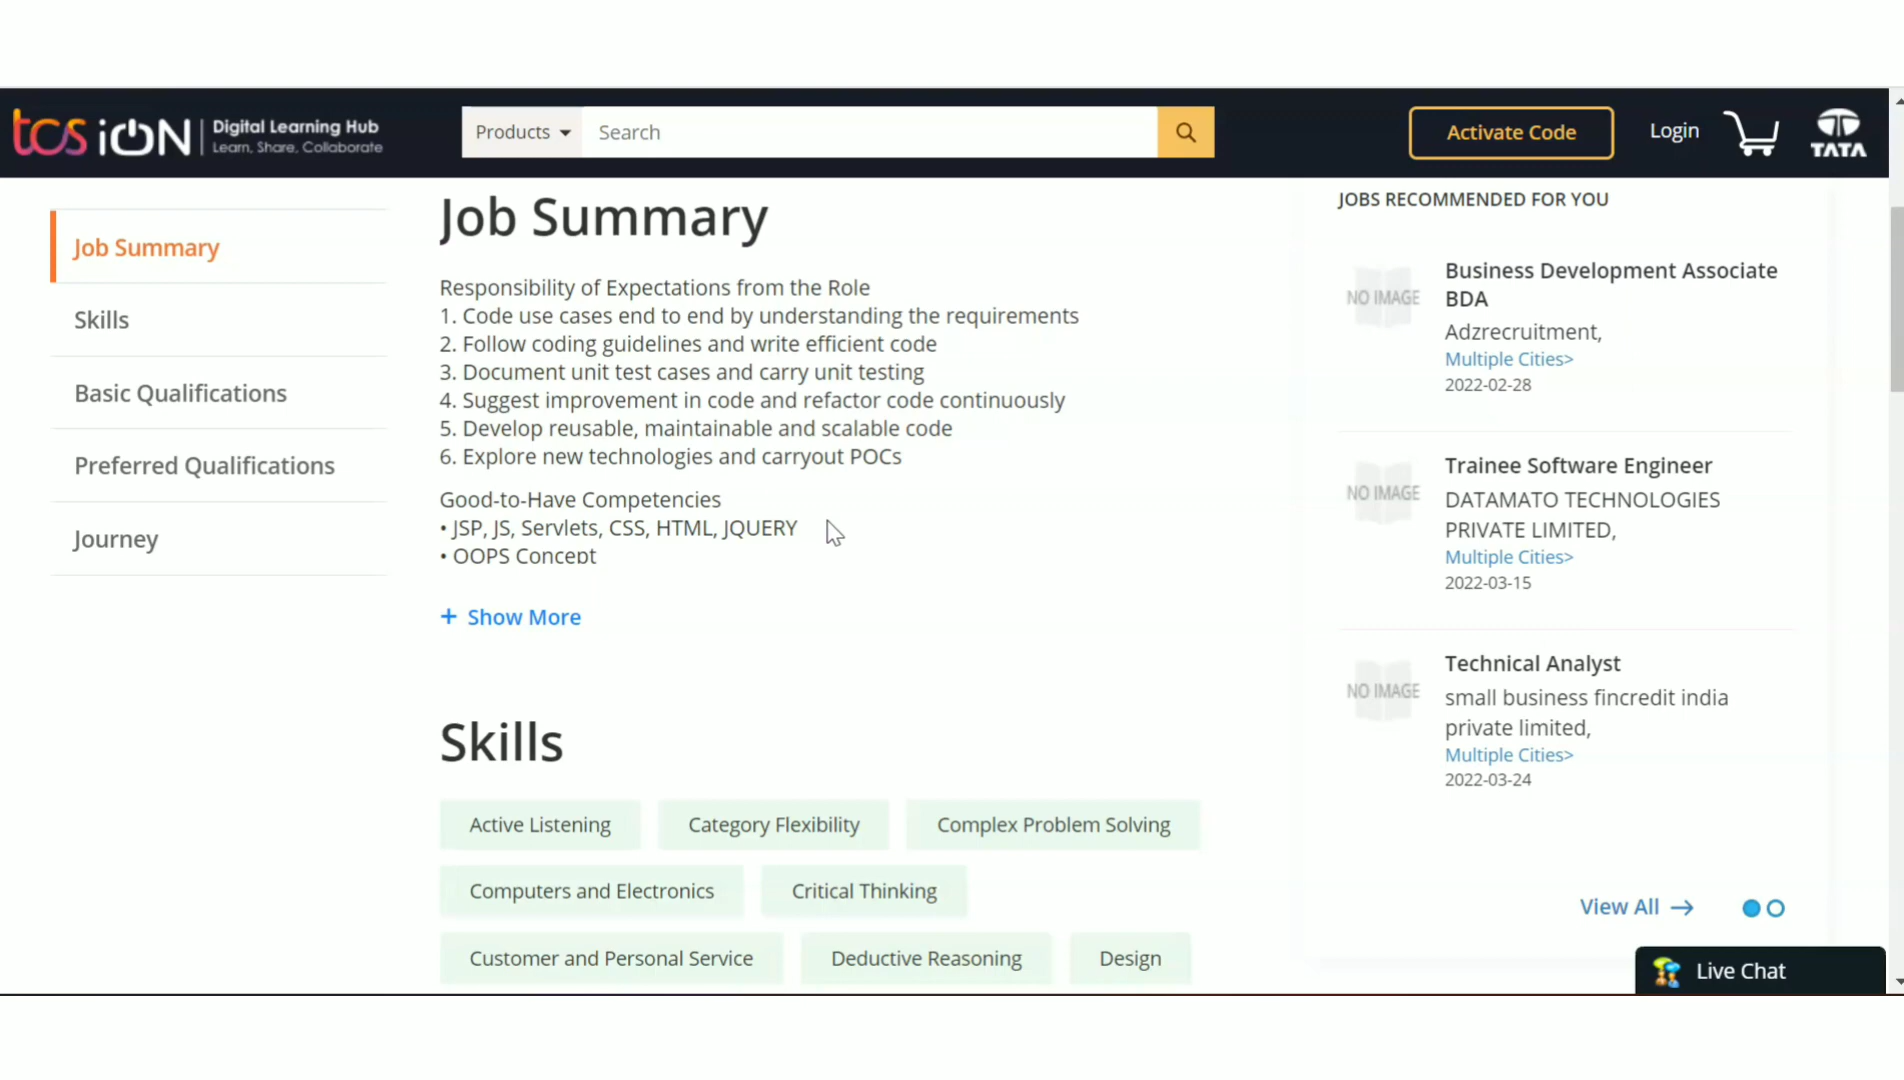 tcs iON | Digital Learning Hub
Learn, Share, Collaborate
Products
Search
Activate Code
Login
TATA
Job Summary
Skills
Basic Qualifications
Preferred Qualifications
Journey
Job Summary
Responsibility of Expectations from the Role
1. Code use cases end to end by understanding the requirements
2. Follow coding guidelines and write efficient code
3. Document unit test cases and carry unit testing
4. Suggest improvement in code and refactor code continuously
5. Develop reusable, maintainable and scalable code
6. Explore new technologies and carryout POCs
Good-to-Have Competencies
• JSP, JS, Servlets, CSS, HTML, JQUERY
• OOPS Concept
+ Show More
Skills
Active Listening
Category Flexibility
Complex Problem Solving
Computers and Electronics
Critical Thinking
Customer and Personal Service
Deductive Reasoning
Design
JOBS RECOMMENDED FOR YOU
NO IMAGE
Business Development Associate
BDA
Adzrecruitment,
Multiple Cities>
2022-02-28
NO IMAGE
Trainee Software Engineer
DATAMATO TECHNOLOGIES
PRIVATE LIMITED,
Multiple Cities>
2022-03-15
NO IMAGE
Technical Analyst
small business fincredit india
private limited,
Multiple Cities>
2022-03-24
View All →
Live Chat